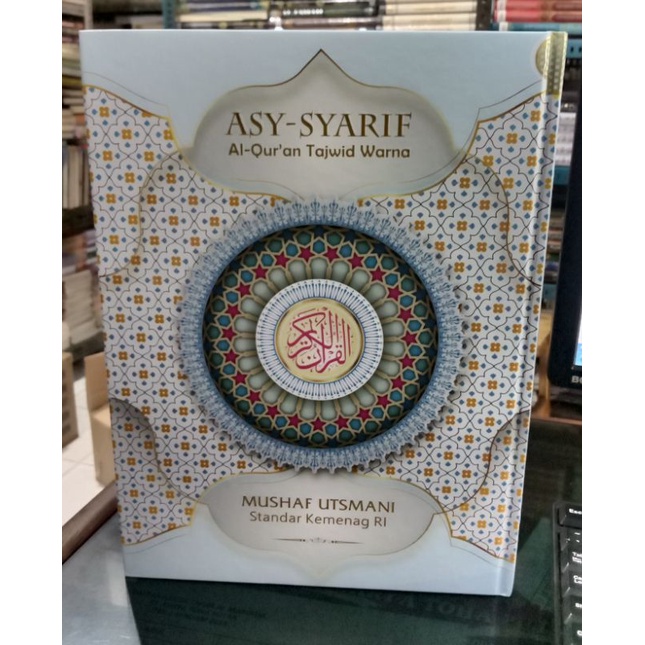 ASY-SYARIF
Al-Qur'an Tajwid Warna
القرآن الكريم
MUSHAF UTSMANI
Standar Kemenag RI